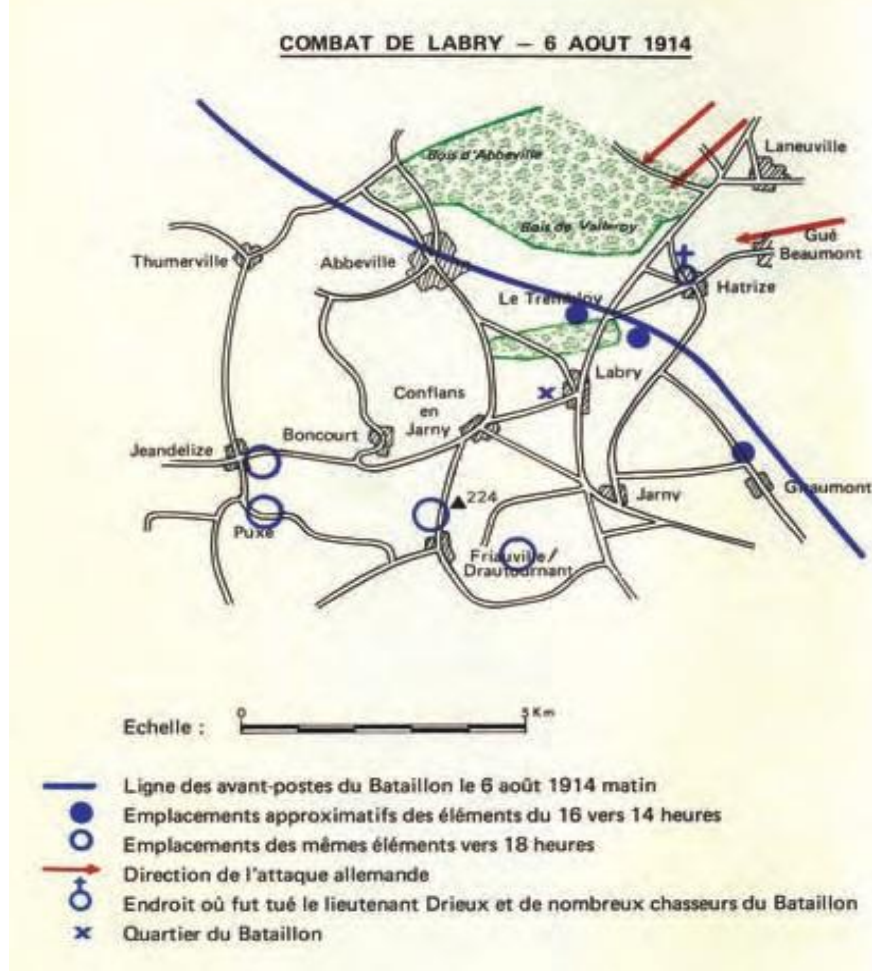 COMBAT DE LABRY – 6 AOUT 1914
Bois d'Abbeville
Laneuville
Bois de Valleroy
Gué
Beaumont
Thumerville
Abbeville
Hatrize
Le Trembloy
Labry
Conflans
en
Jarny
Boncourt
Jeandelize
224
Jarny
Giraumont
Puxe
Friauville/
Drautournant
Echelle :
0
5 Km
Ligne des avant-postes du Bataillon le 6 août 1914 matin
Emplacements approximatifs des éléments du 16 vers 14 heures
Emplacements des mêmes éléments vers 18 heures
Direction de l'attaque allemande
Endroit où fut tué le lieutenant Drieux et de nombreux chasseurs du Bataillon
Quartier du Bataillon